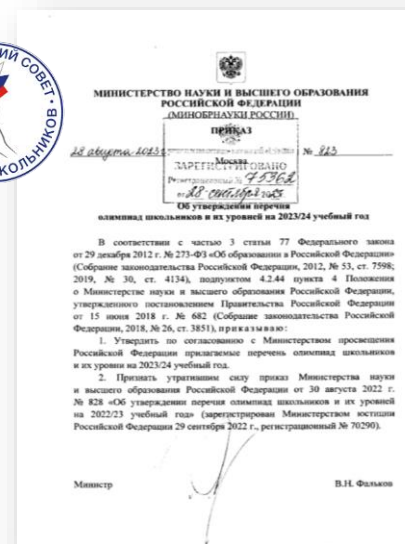 ИЙ СОВЕТ •
КОЛЬНИКОВ •
МИНИСТЕРСТВО НАУКИ И ВЫСШЕГО ОБРАЗОВАНИЯ
РОССИЙСКОЙ ФЕДЕРАЦИИ
(МИНОБРНАУКИ РОССИИ)
ПРИКАЗ
28 августа 2023 № 823
Москва
ЗАРЕГИСТРИРОВАНО
Регистрационный № 75362
от 28 сентября 2023
Об утверждении перечня
олимпиад школьников и их уровней на 2023/24 учебный год
В соответствии с частью 3 статьи 77 Федерального закона
от 29 декабря 2012 г. № 273-ФЗ «Об образовании в Российской Федерации»
(Собрание законодательства Российской Федерации, 2012, № 53, ст. 7598;
2019, № 30, ст. 4134), подпунктом 4.2.44 пункта 4 Положения
о Министерстве науки и высшего образования Российской Федерации,
утвержденного постановлением Правительства Российской Федерации
от 15 июня 2018 г. № 682 (Собрание законодательства Российской
Федерации, 2018, № 26, ст. 3851), приказываю:
1. Утвердить по согласованию с Министерством просвещения
Российской Федерации прилагаемые перечень олимпиад школьников
и их уровни на 2023/24 учебный год.
2. Признать утратившим силу приказ Министерства науки
и высшего образования Российской Федерации от 30 августа 2022 г.
№ 828 «Об утверждении перечня олимпиад школьников и их уровней
на 2022/23 учебный год» (зарегистрирован Министерством юстиции
Российской Федерации 29 сентября 2022 г., регистрационный № 70290).
Министр В.Н. Фальков